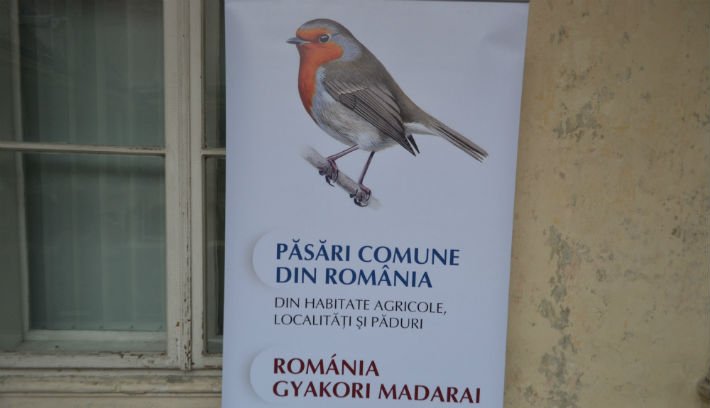 PĂSĂRI COMUNE
DIN ROMÂNIA
DIN HABITATE AGRICOLE,
LOCALITĂȚI ȘI PĂDURI
ROMÁNIA
GYAKORI MADARAI